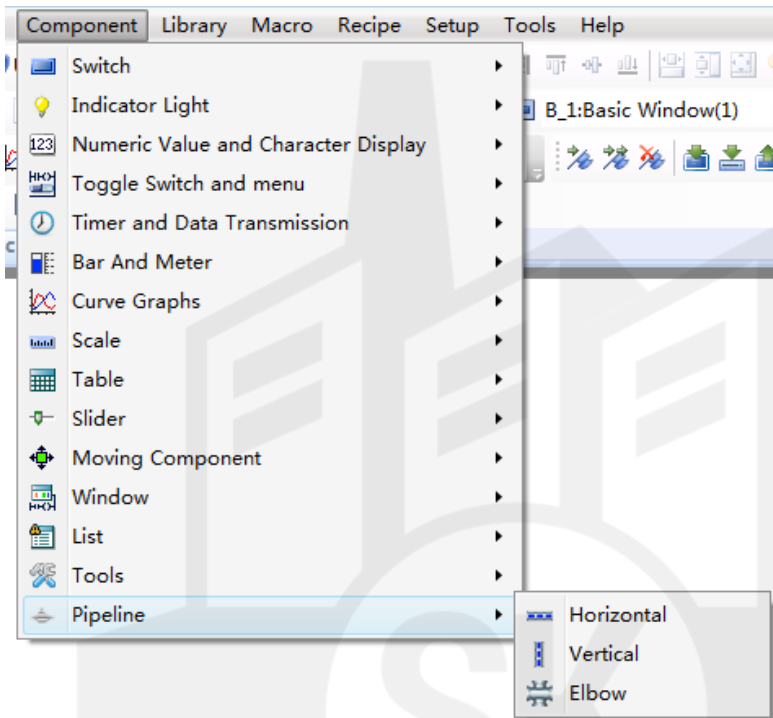 Component Library Macro Recipe Setup Tools Help
Switch
Indicator Light
B_1:Basic Window(1)
123 Numeric Value and Character Display
Toggle Switch and menu
Timer and Data Transmission
Bar And Meter
Curve Graphs
Scale
Table
Slider
Moving Component
Window
List
Tools
Pipeline
Horizontal
Vertical
Elbow
SK